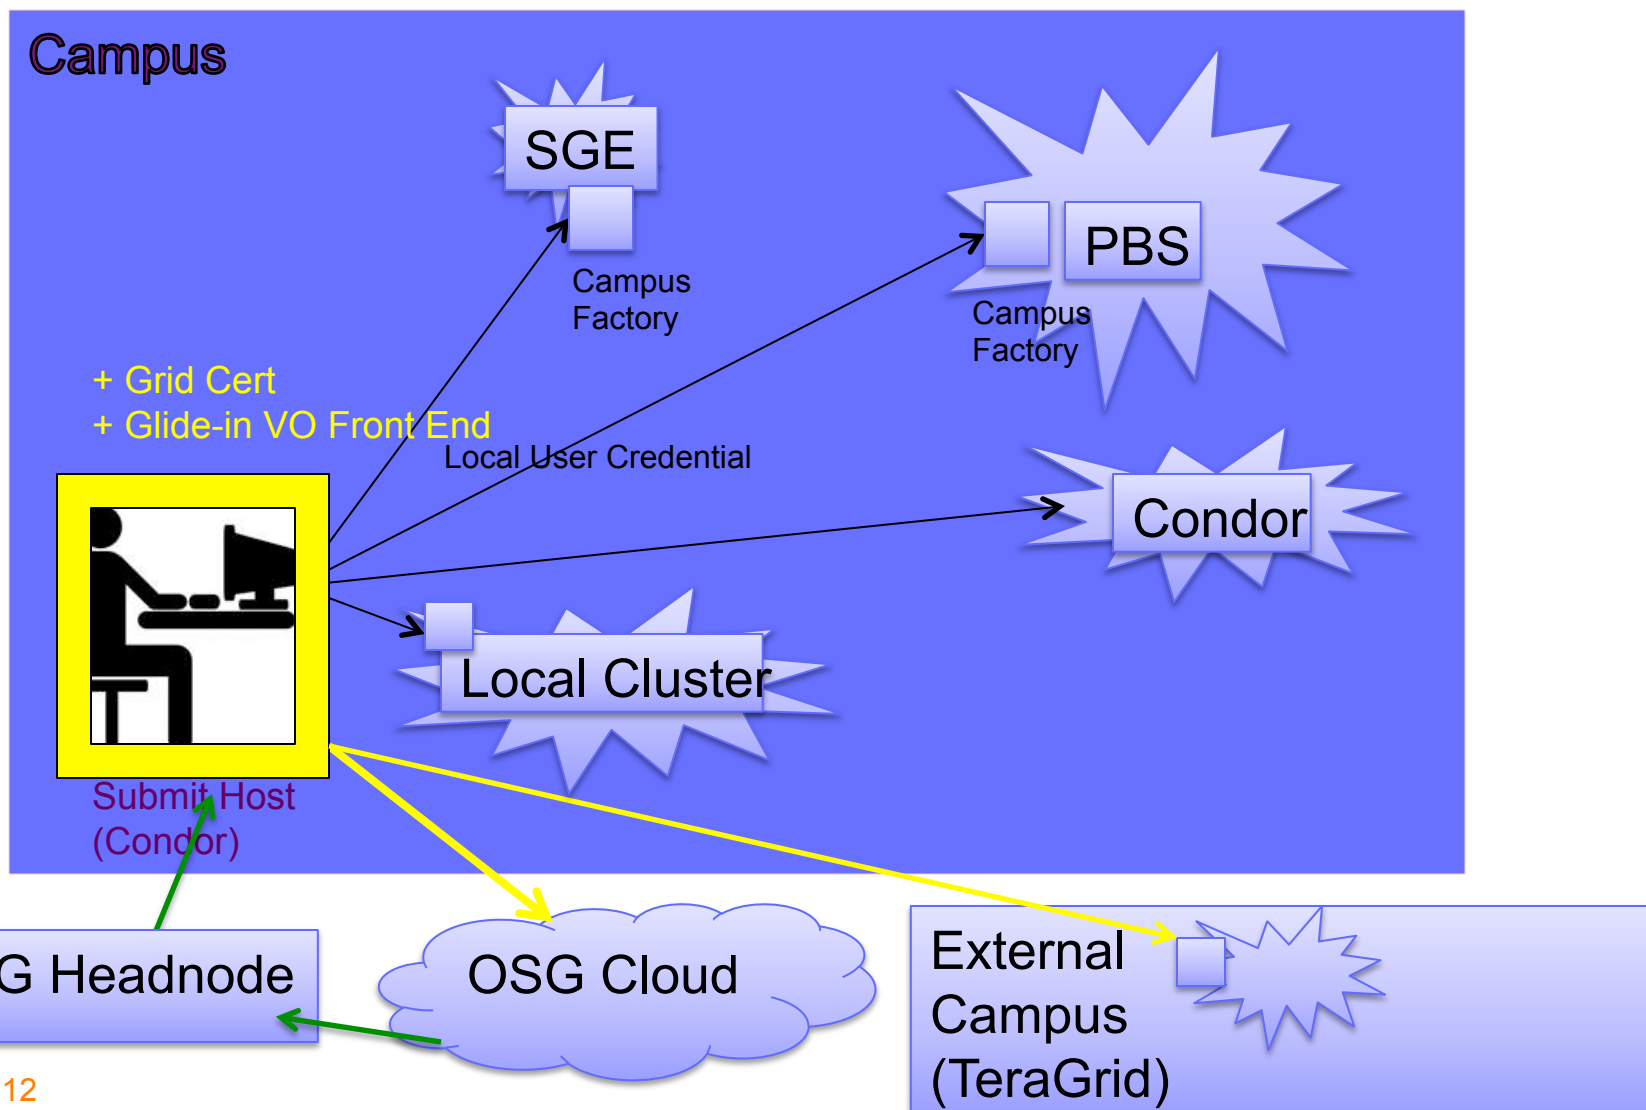 Campus
SGE
PBS
Campus
Factory
Campus
Factory
+ Grid Cert
+ Glide-in VO Front End
Local User Credential
Condor
Local Cluster
Submit Host
(Condor)
G Headnode
OSG Cloud
External
Campus
(TeraGrid)
12